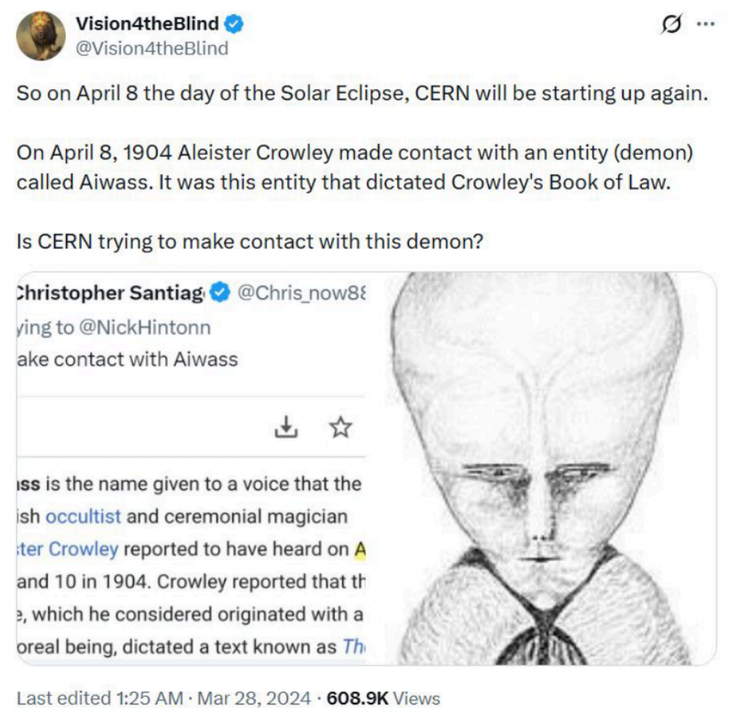 Vision4theBlind
@Vision4theBlind
So on April 8 the day of the Solar Eclipse, CERN will be starting up again.
On April 8, 1904 Aleister Crowley made contact with an entity (demon)
called Aiwass. It was this entity that dictated Crowley's Book of Law.
Is CERN trying to make contact with this demon?
Christopher Santiag @Chris_now88
ying to @NickHintonn
ake contact with Aiwass
ss is the name given to a voice that the
ish occultist and ceremonial magician
ter Crowley reported to have heard on A
and 10 in 1904. Crowley reported that th
e, which he considered originated with a
oreal being, dictated a text known as Th
Last edited 1:25 AM · Mar 28, 2024 · 608.9K Views